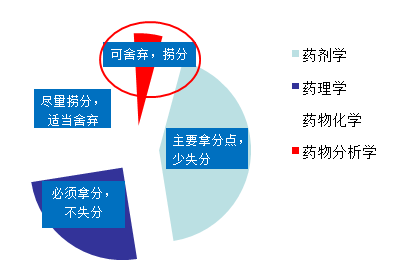 可舍弃，捞分
尽量捞分，
适当舍弃
主要拿分点，
少失分
必须拿分，
不失分
药剂学
药理学
药物化学
药物分析学